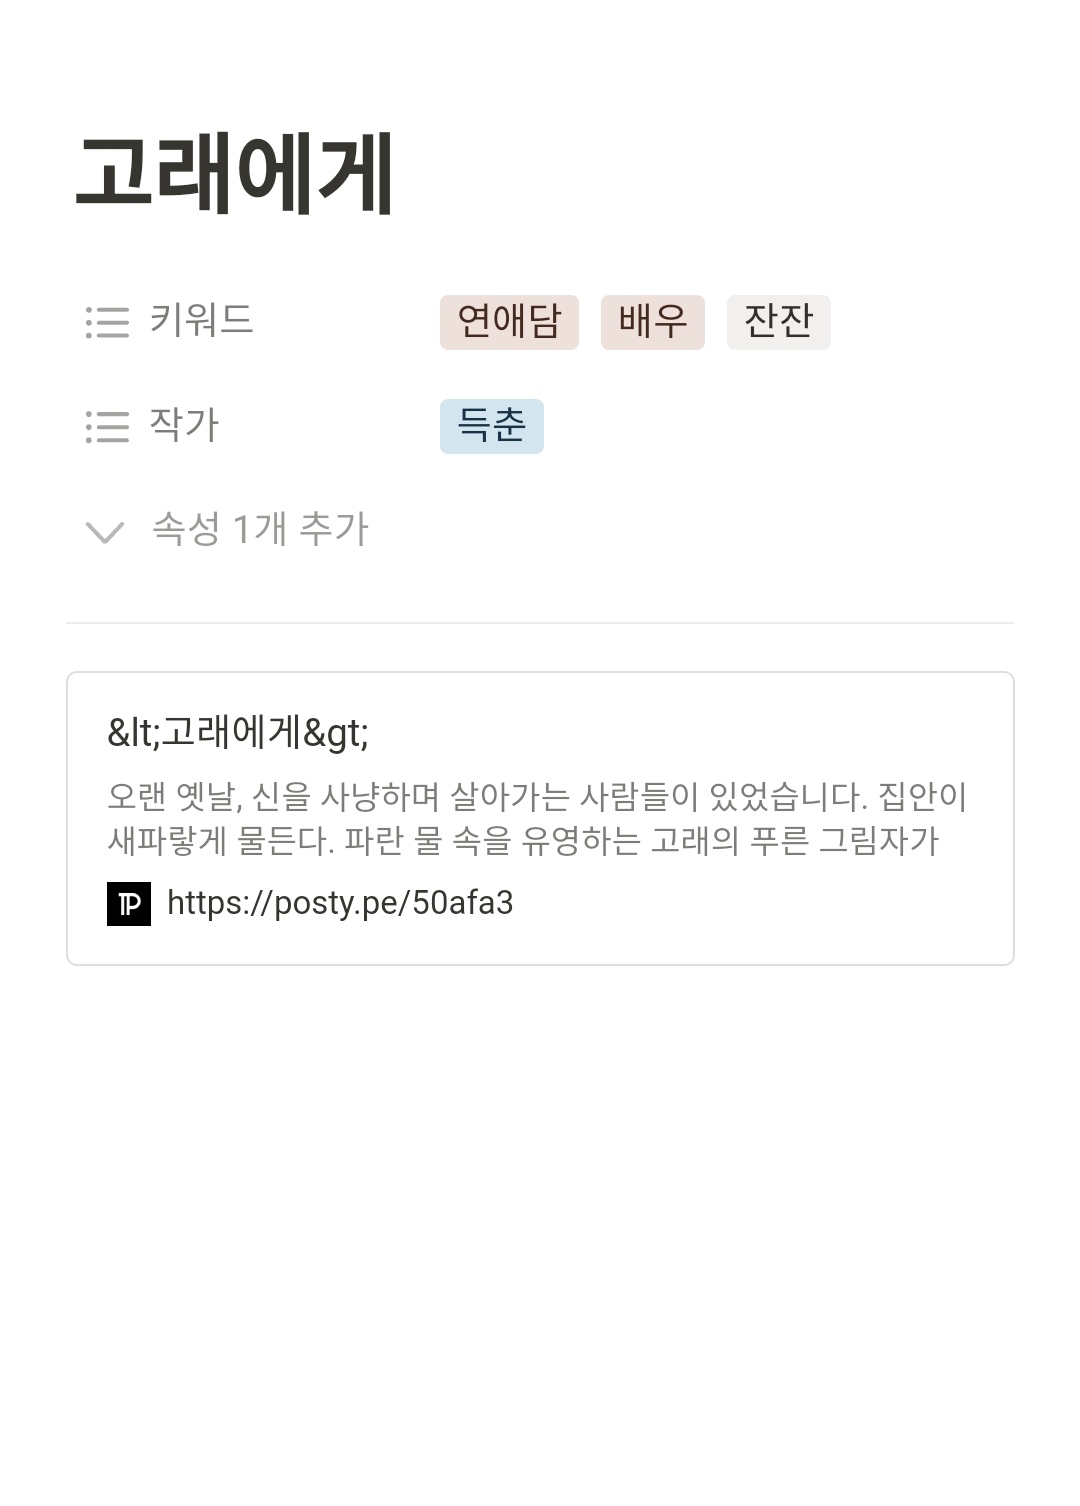 고래에게
키워드 연애담 배우 잔잔
작가 득춘
속성 1개 추가
&lt;고래에게&gt;
오랜 옛날, 신을 사냥하며 살아가는 사람들이 있었습니다. 집안이
새파랗게 물든다. 파란 물 속을 유영하는 고래의 푸른 그림자가
https://posty.pe/50afa3